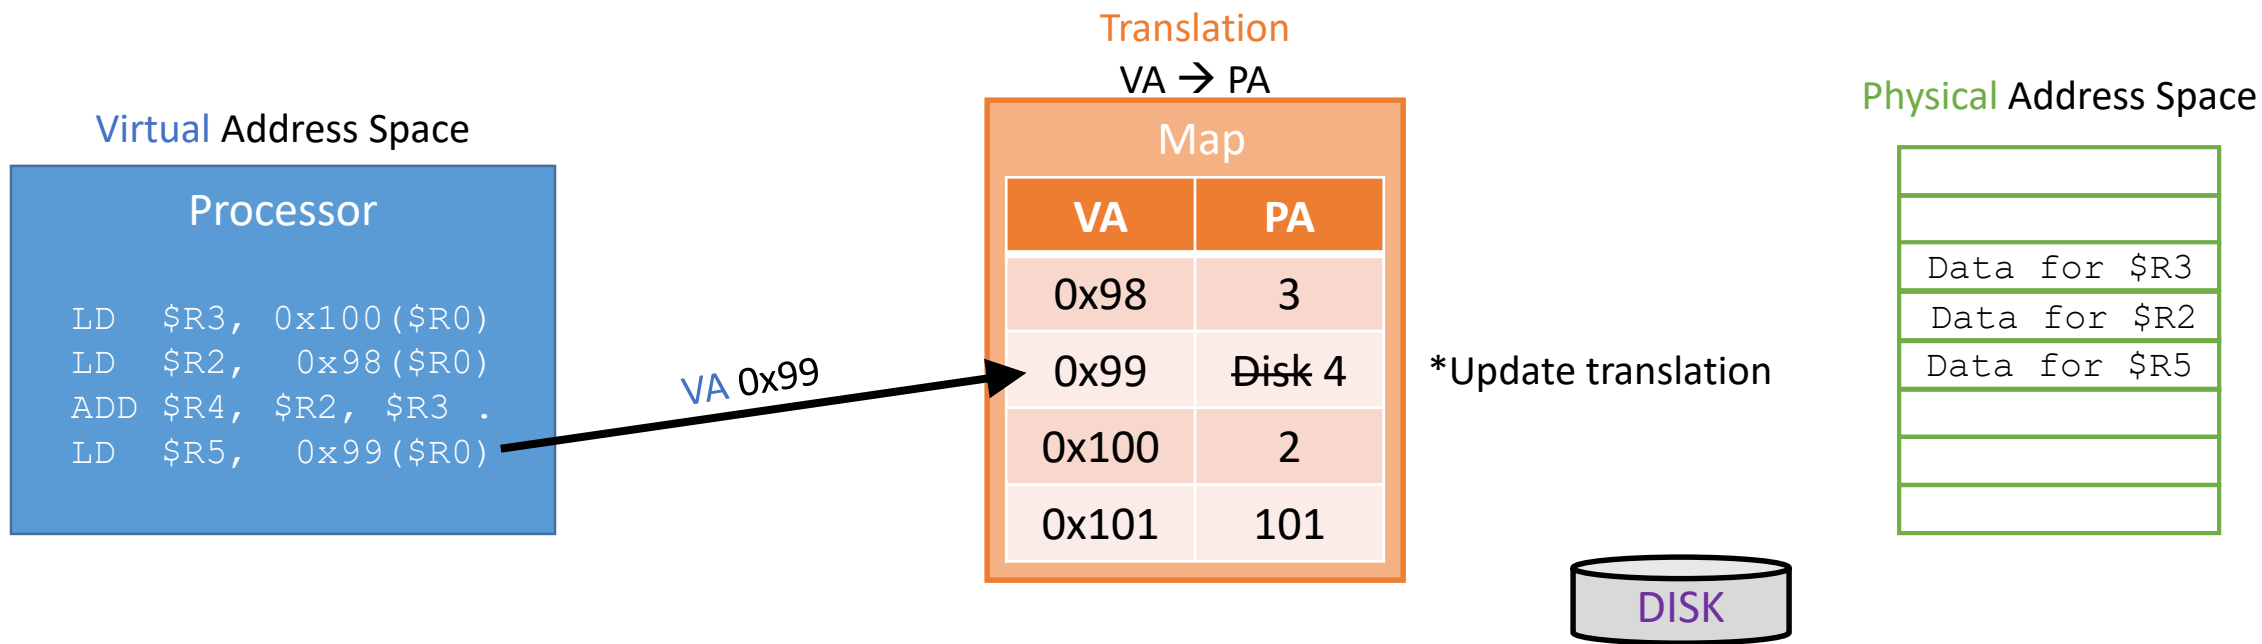 Translation
VA → PA
Virtual Address Space
Physical Address Space
Processor
LD $R3, 0x100($R0)
LD $R2, 0x98($R0)
ADD $R4, $R2, $R3 .
LD $R5, 0x99($R0)
VA 0x99
Map
VA PA
0x98 3
0x99 Disk 4
0x100 2
0x101 101
*Update translation
Data for $R3
Data for $R2
Data for $R5
DISK